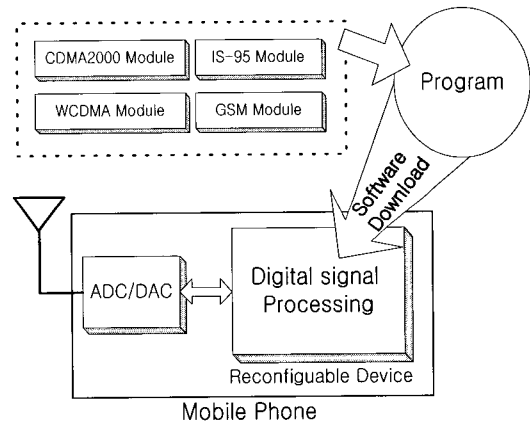 CDMA2000 Module
IS-95 Module
WCDMA Module
GSM Module
Program
Software
Download
ADC/DAC
Digital signal
Processing
Reconfiguable Device
Mobile Phone